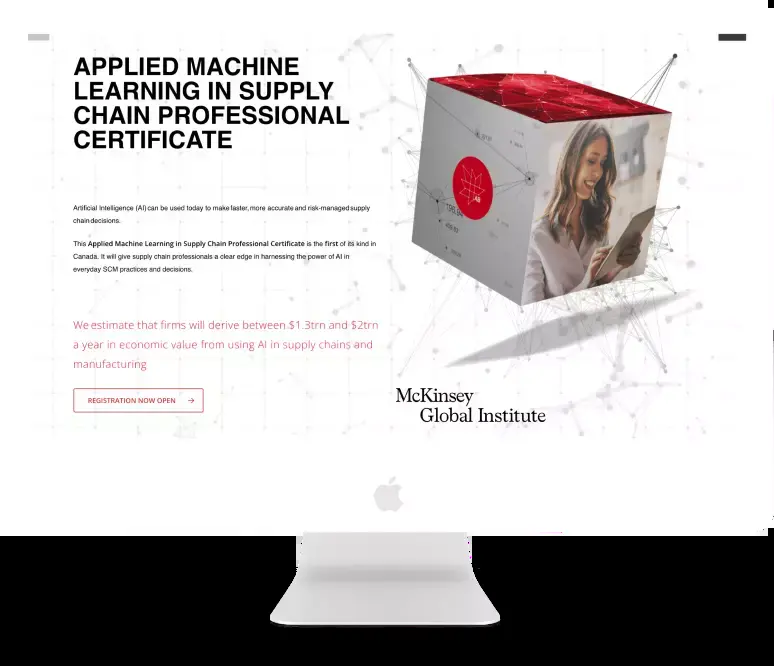 APPLIED MACHINE
LEARNING IN SUPPLY
CHAIN PROFESSIONAL
CERTIFICATE
Artificial Intelligence (AI) can be used today to make faster, more accurate and risk-managed supply
chain decisions.
This Applied Machine Learning in Supply Chain Professional Certificate is the first of its kind in
Canada. It will give supply chain professionals a clear edge in harnessing the power of AI in
everyday SCM practices and decisions.
We estimate that firms will derive between $1.3trn and $2trn
a year in economic value from using AI in supply chains and
manufacturing
REGISTRATION NOW OPEN
McKinsey
Global Institute